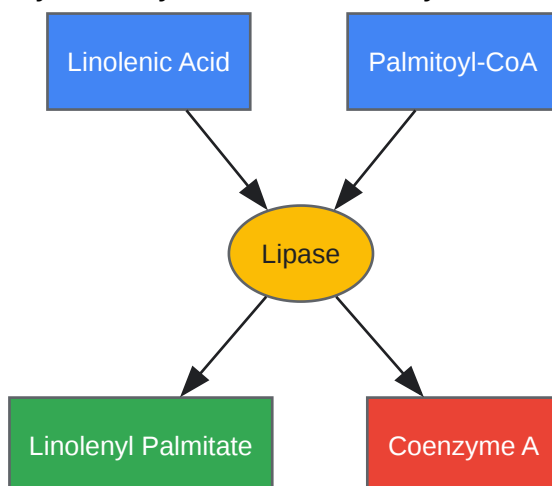 Linolenic Acid
Palmitoyl-CoA
Lipase
Linolenyl Palmitate
Coenzyme A